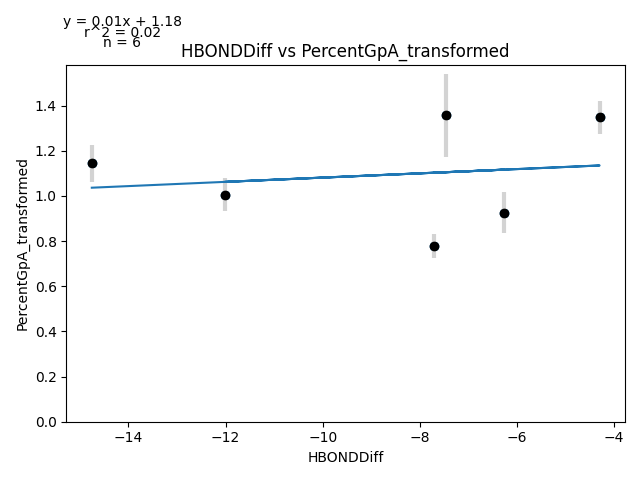 y = 0.01x + 1.18
r^2 = 0.02
n = 6
HBONDDiff vs PercentGpA_transformed
PercentGpA_transformed
1.4
1.2
1.0
0.8
0.6
0.4
0.2
0.0
−14
−12
−10
−8
−6
−4
HBONDDiff